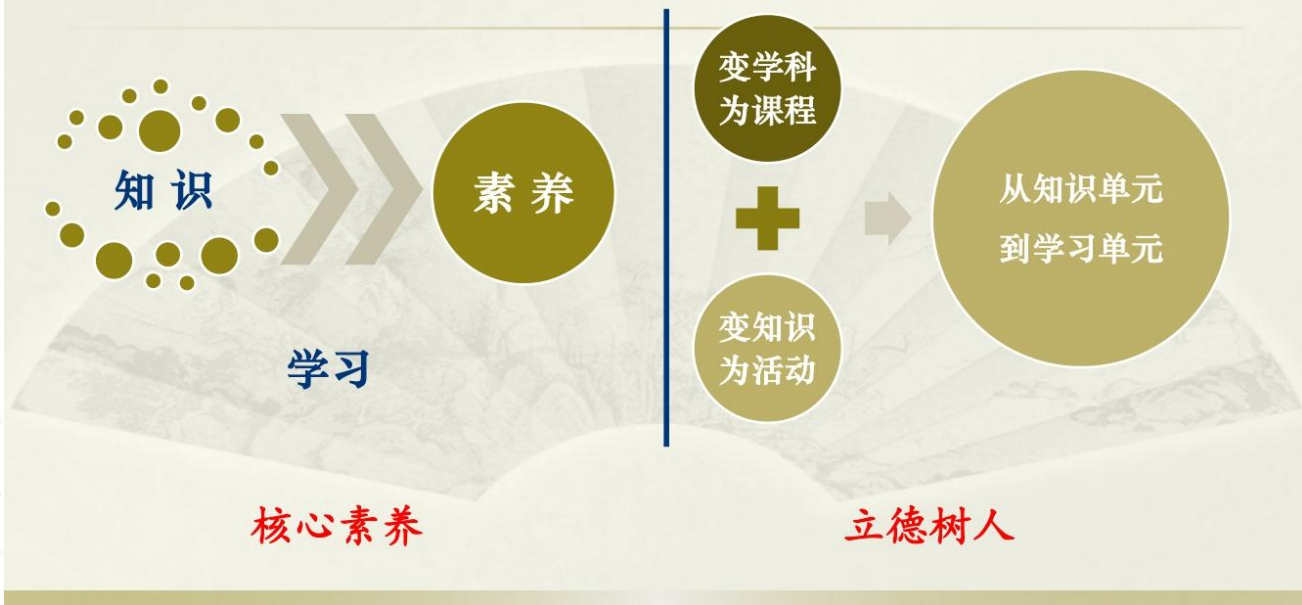 知识
素养
学习
核心素养
变学科
为课程
变知识
为活动
从知识单元
到学习单元
立德树人